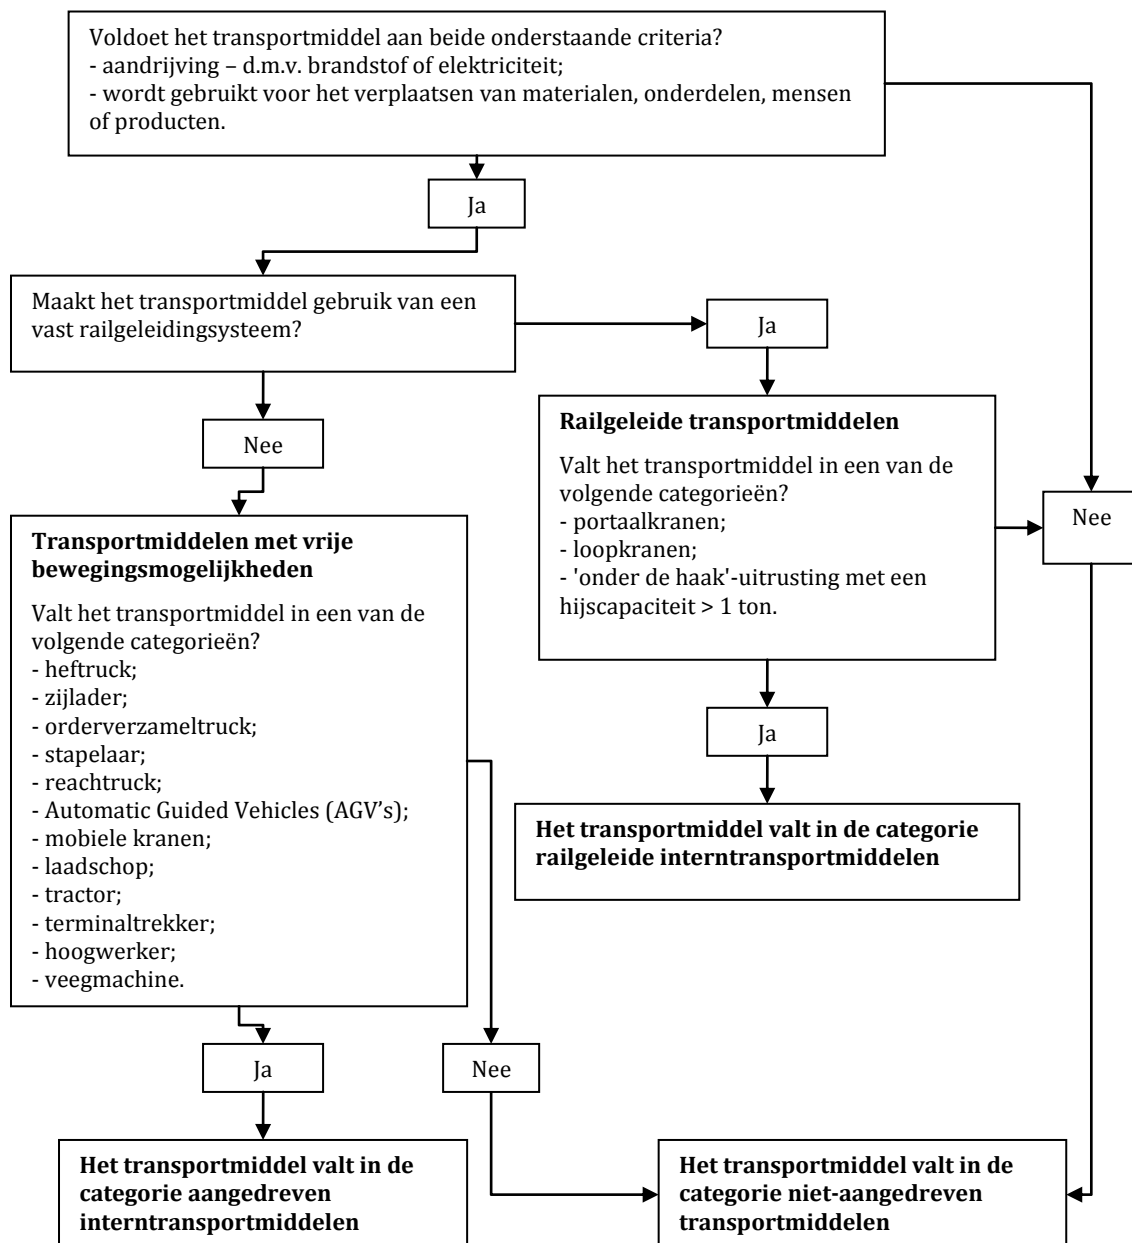 Voldoet het transportmiddel aan beide onderstaande criteria?
- aandrijving – d.m.v. brandstof of elektriciteit;
- wordt gebruikt voor het verplaatsen van materialen, onderdelen, mensen
of producten.
Ja
Maakt het transportmiddel gebruik van een
vast railgeleidingsysteem?
Ja
Nee
Railgeleide transportmiddelen
Valt het transportmiddel in een van de
volgende categorieën?
- portaalkranen;
- loopkranen;
- 'onder de haak'-uitrusting met een
hijscapaciteit > 1 ton.
Nee
Transportmiddelen met vrije
bewegingsmogelijkheden
Valt het transportmiddel in een van de
volgende categorieën?
- heftruck;
- zijlader;
- orderverzameltruck;
- stapelaar;
- reachtruck;
- Automatic Guided Vehicles (AGV's);
- mobiele kranen;
- laadschop;
- tractor;
- terminaltrekker;
- hoogwerker;
- veegmachine.
Ja
Het transportmiddel valt in de categorie
railgeleide interntransportmiddelen
Ja
Nee
Het transportmiddel valt in de
categorie aangedreven
interntransportmiddelen
Het transportmiddel valt in de
categorie niet-aangedreven
transportmiddelen